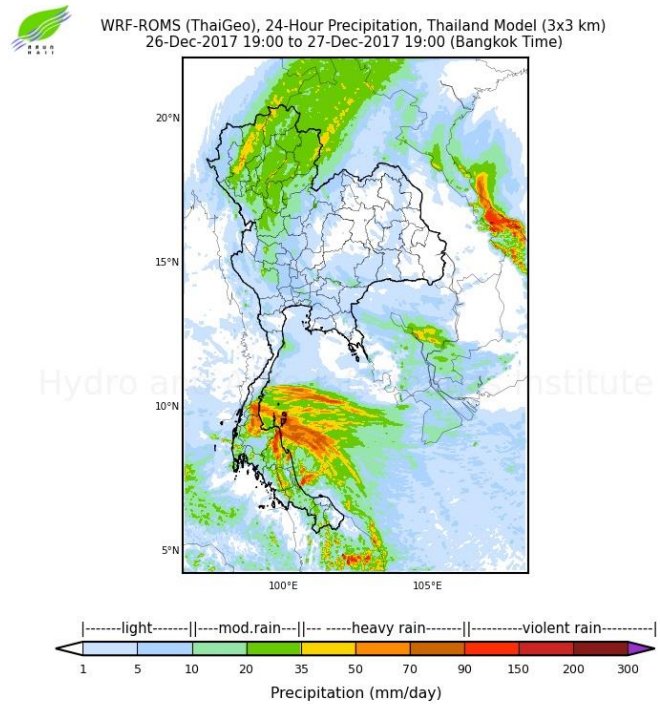 WRF-ROMS (ThaiGeo), 24-Hour Precipitation, Thailand Model (3x3 km)
26-Dec-2017 19:00 to 27-Dec-2017 19:00 (Bangkok Time)
20°N
15°N
Hydro an
nstitute
10°N
5°N
100°E
105°E
|-------light-------||----mod.rain---||--- -----heavy rain-------||----------violent rain----------|
1 5 10 20 35 50 70 90 150 200 300
Precipitation (mm/day)